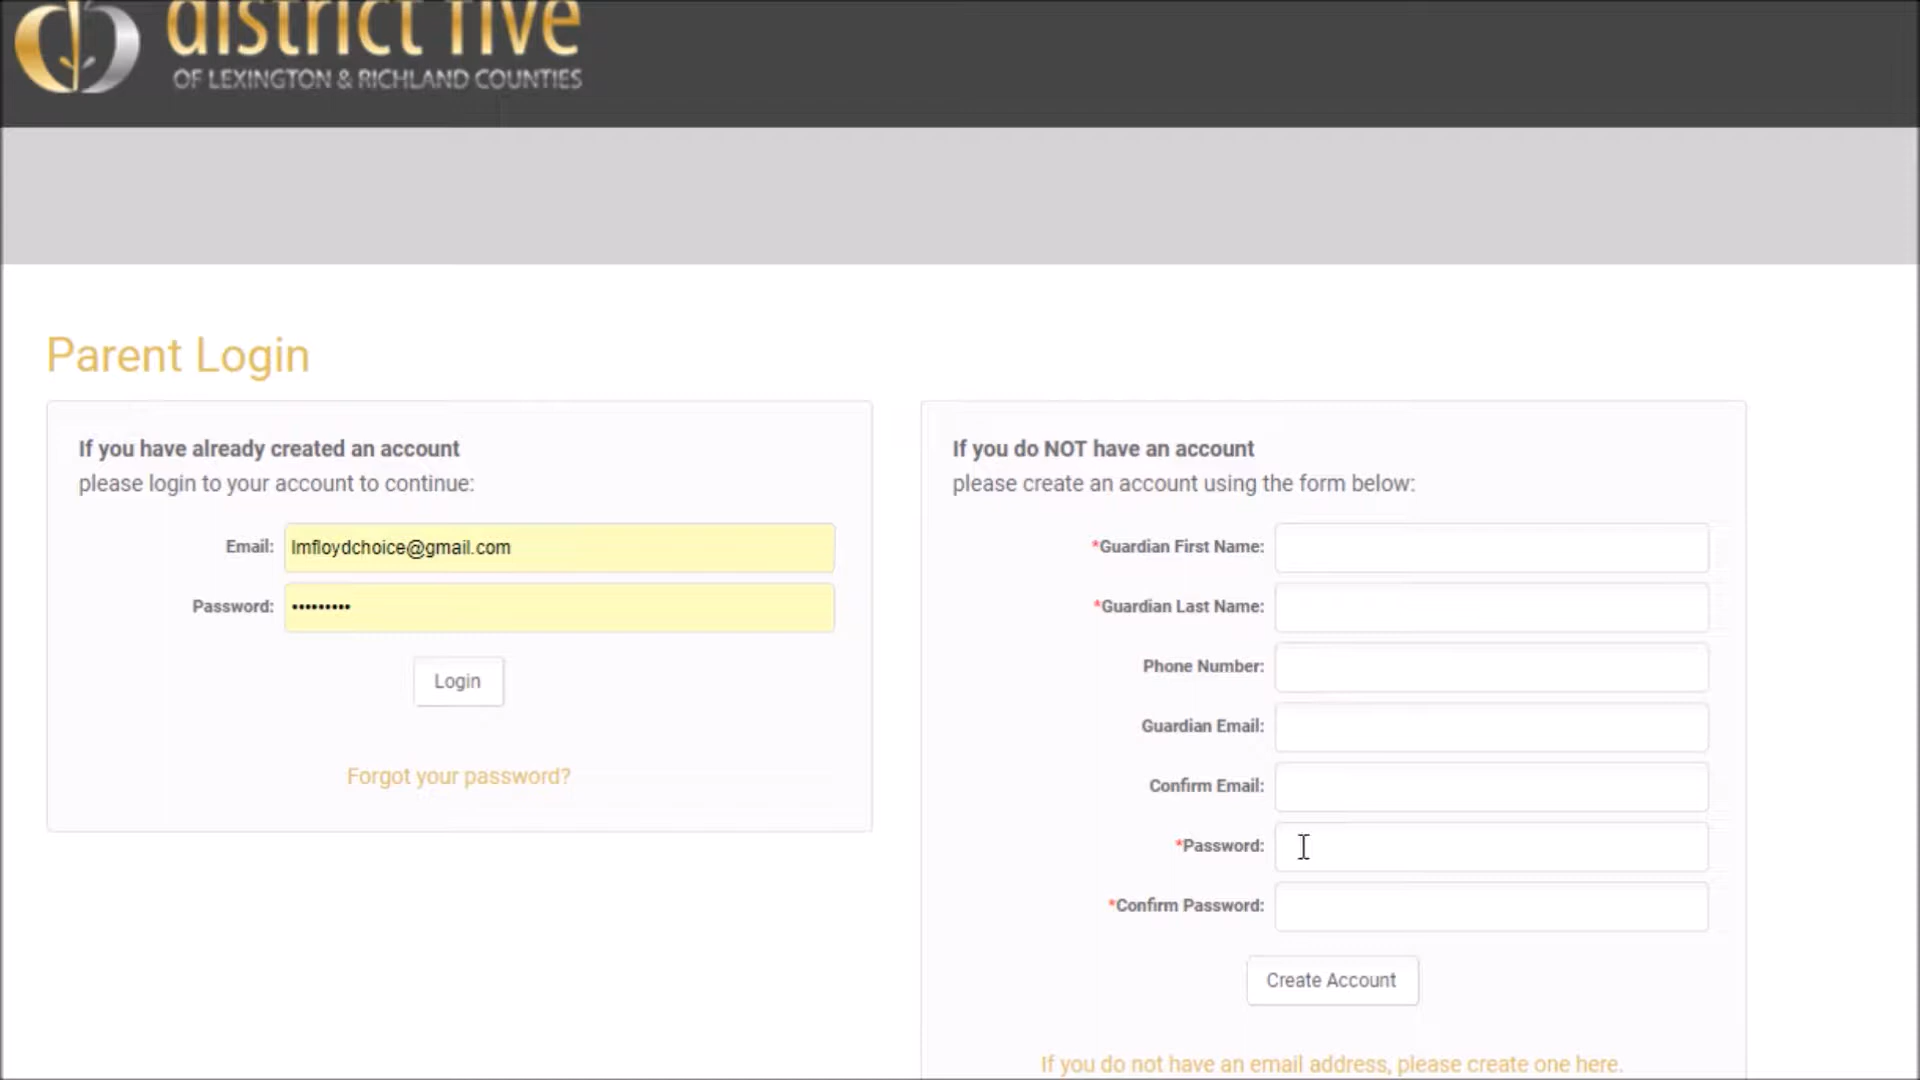 district five
OF LEXINGTON & RICHLAND COUNTIES
Parent Login
If you have already created an account
please login to your account to continue:
Email: lmfloydchoice@gmail.com
Password: •••••••••
Login
Forgot your password?
If you do NOT have an account
please create an account using the form below:
*Guardian First Name:
*Guardian Last Name:
Phone Number:
Guardian Email:
Confirm Email:
*Password:
*Confirm Password:
Create Account
If you do not have an email address, please create one here.